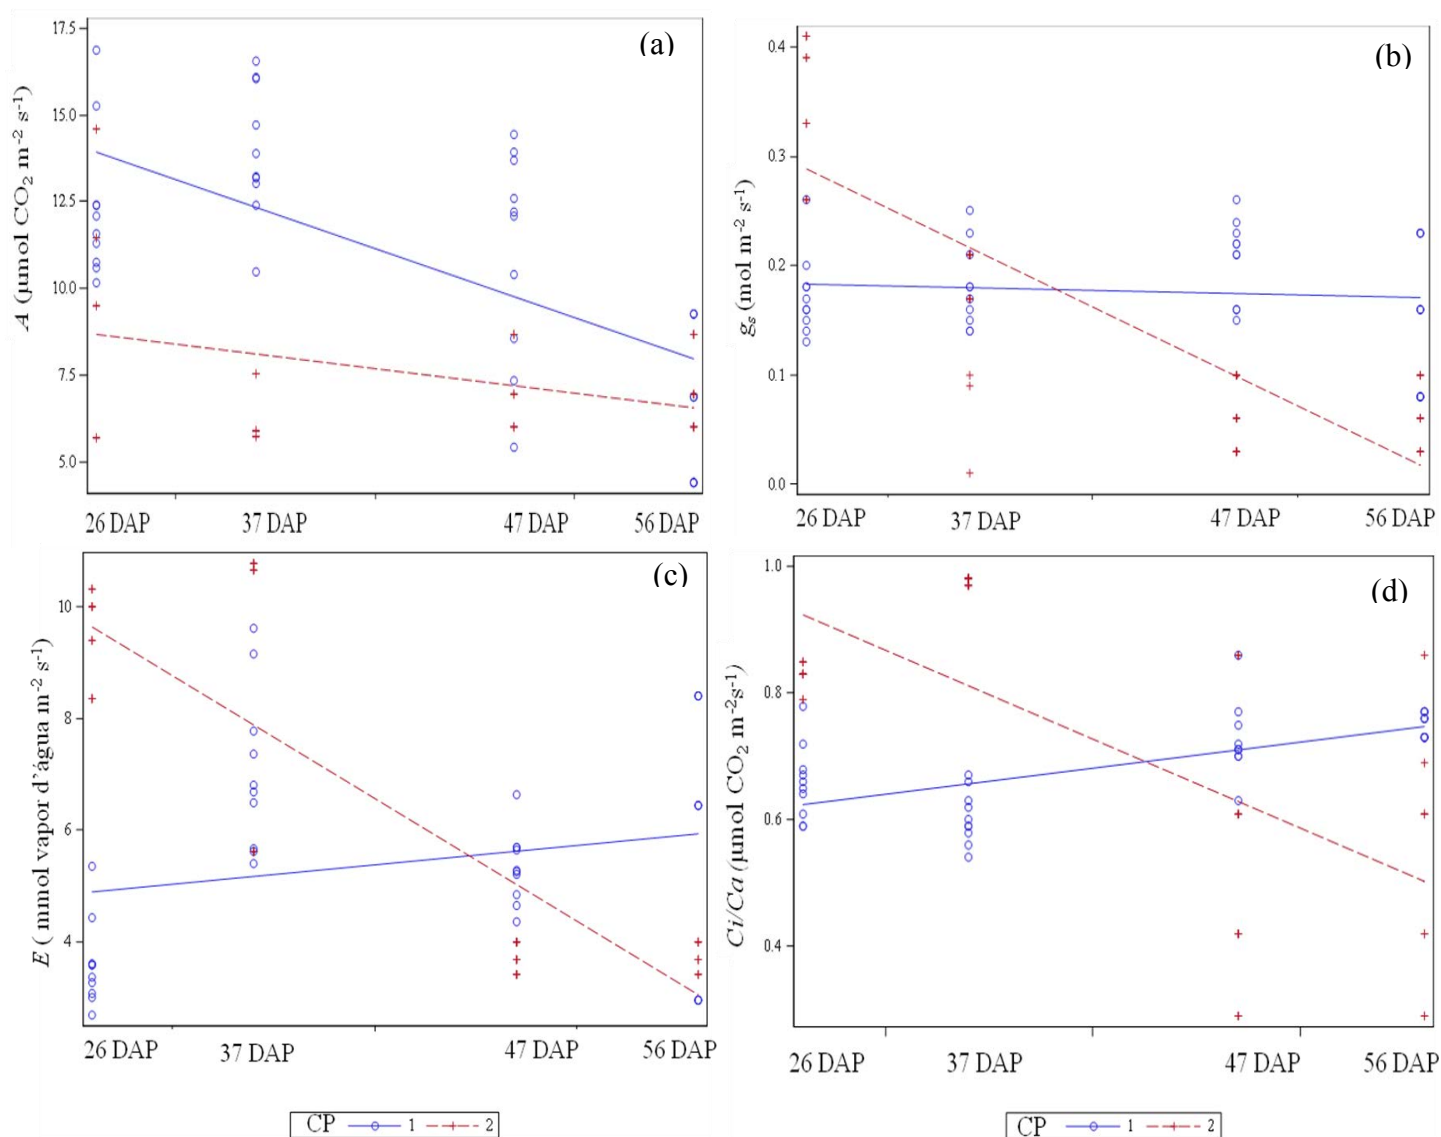 (a)
A (μmol CO2 m-2 s-1)
17.5
15.0
12.5
10.0
7.5
5.0
26 DAP 37 DAP 47 DAP 56 DAP
(b)
gs (mol m-2 s-1)
0.4
0.3
0.2
0.1
0.0
26 DAP 37 DAP 47 DAP 56 DAP
(c)
E ( mmol vapor d'água m-2 s-1)
10
8
6
4
26 DAP 37 DAP 47 DAP 56 DAP
CP 1 2
(d)
Ci/Ca (μmol CO2 m-2s-1)
1.0
0.8
0.6
0.4
26 DAP 37 DAP 47 DAP 56 DAP
CP 1 2